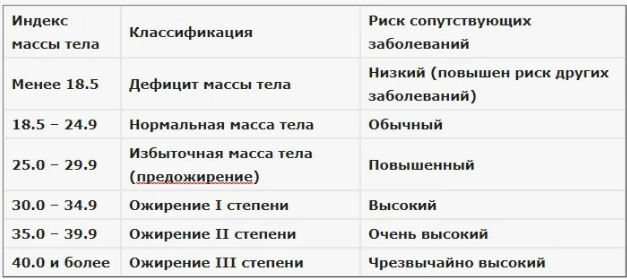 Индекс массы тела | Классификация | Риск сопутствующих заболеваний
Менее 18.5 | Дефицит массы тела | Низкий (повышен риск других заболеваний)
18.5 – 24.9 | Нормальная масса тела | Обычный
25.0 – 29.9 | Избыточная масса тела (предожирение) | Повышенный
30.0 – 34.9 | Ожирение I степени | Высокий
35.0 – 39.9 | Ожирение II степени | Очень высокий
40.0 и более | Ожирение III степени | Чрезвычайно высокий